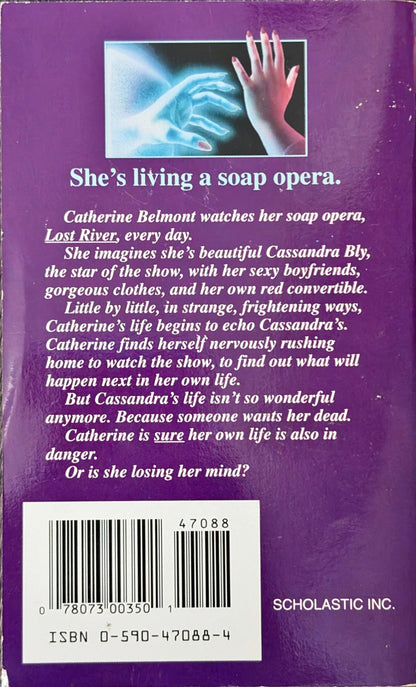 She's living a soap opera.
Catherine Belmont watches her soap opera,
Lost River, every day.
She imagines she's beautiful Cassandra Bly,
the star of the show, with her sexy boyfriends,
gorgeous clothes, and her own red convertible.
Little by little, in strange, frightening ways,
Catherine's life begins to echo Cassandra's.
Catherine finds herself nervously rushing
home to watch the show, to find out what will
happen next in her own life.
But Cassandra's life isn't so wonderful
anymore. Because someone wants her dead.
Catherine is sure her own life is also in
danger.
Or is she losing her mind?
47088
0 78073 00350 1
ISBN 0-590-47088-4
SCHOLASTIC INC.